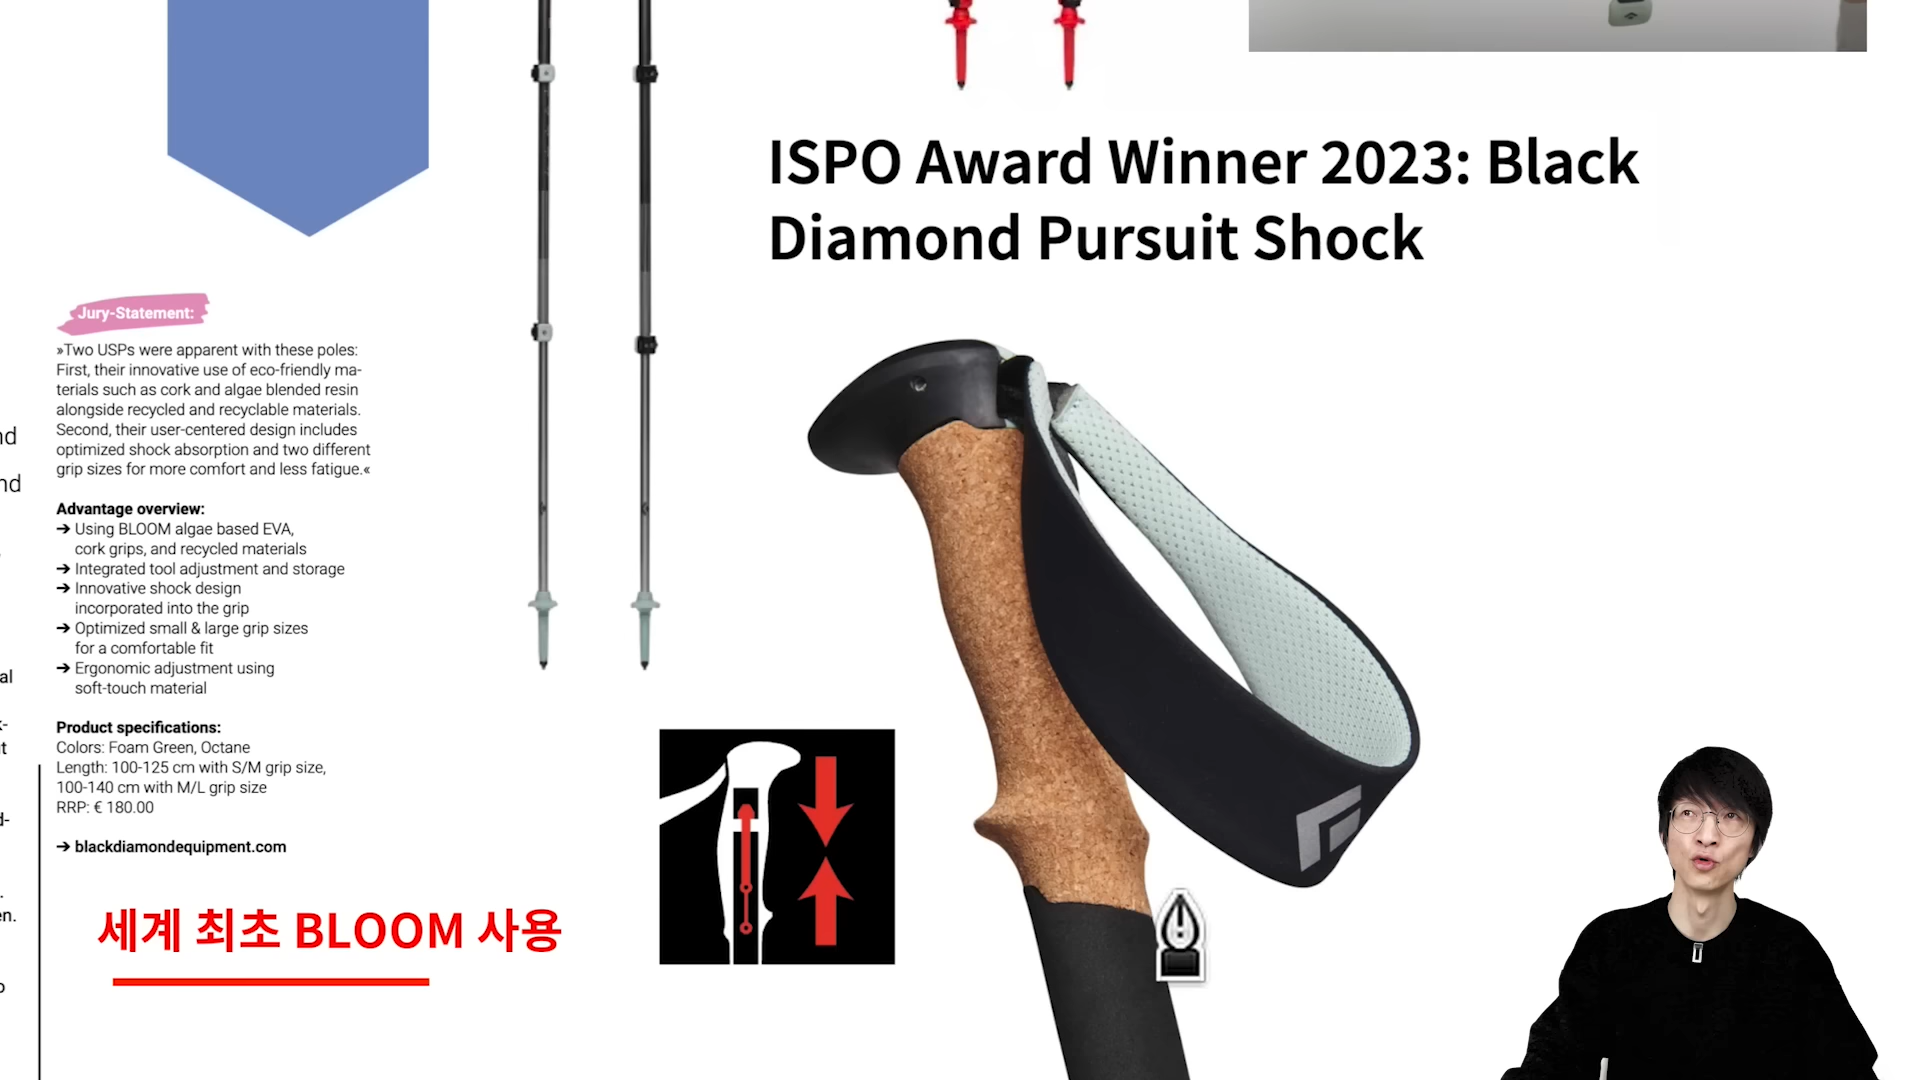 ISPO Award Winner 2023: Black
Diamond Pursuit Shock
Jury-Statement:
»Two USPs were apparent with these poles:
First, their innovative use of eco-friendly ma-
terials such as cork and algae blended resin
alongside recycled and recyclable materials.
Second, their user-centered design includes
optimized shock absorption and two different
grip sizes for more comfort and less fatigue.«
Advantage overview:
→ Using BLOOM algae based EVA,
cork grips, and recycled materials
→ Integrated tool adjustment and storage
→ Innovative shock design
incorporated into the grip
→ Optimized small & large grip sizes
for a comfortable fit
→ Ergonomic adjustment using
soft-touch material
Product specifications:
Colors: Foam Green, Octane
Length: 100-125 cm with S/M grip size,
100-140 cm with M/L grip size
RRP: € 180.00
→ blackdiamondequipment.com
세계 최초 BLOOM 사용